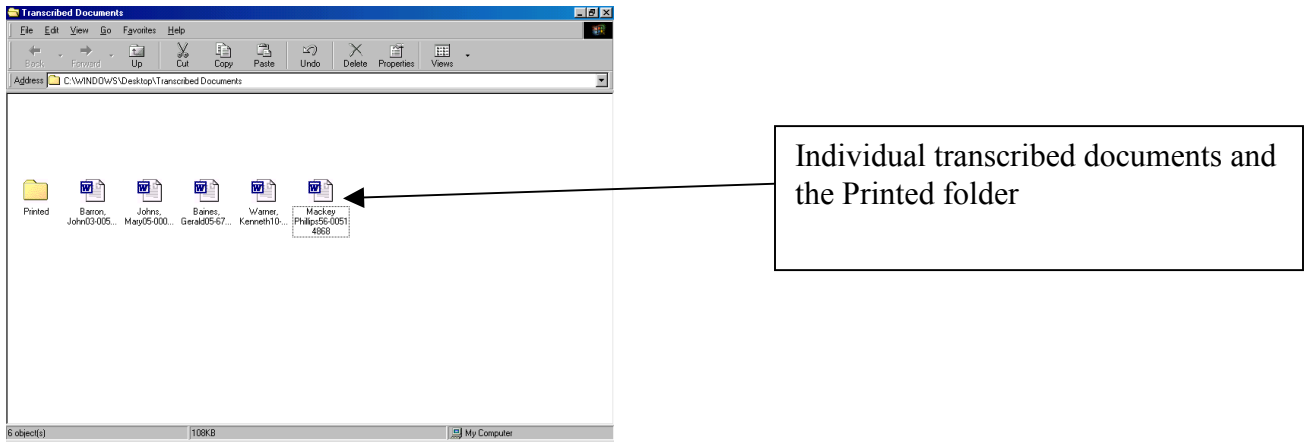 Transcribed Documents
File Edit View Go Favorites Help
Back Forward Up Cut Copy Paste Undo Delete Properties Views
Address C:\WINDOWS\Desktop\Transcribed Documents
Individual transcribed documents and
the Printed folder
Printed Barron, Johns, Baines, Warner, Mackey
John03-005... Mary05-000... Gerald05-67... Kenneth10-... Phillips56-0051
4868
6 object(s) 108KB My Computer